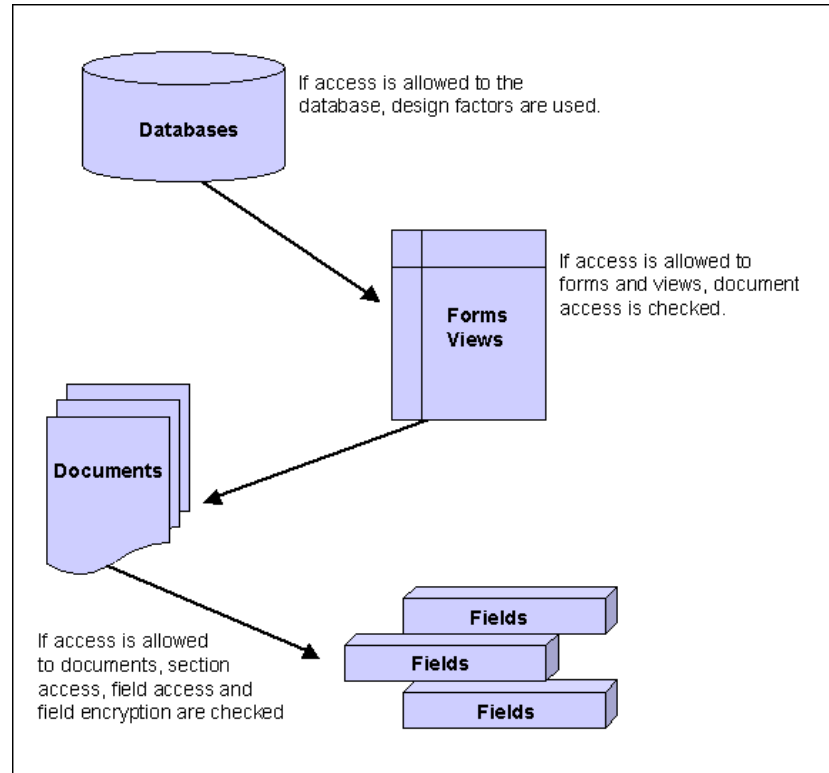 Databases
If access is allowed to the
database, design factors are used.
Forms
Views
If access is allowed to
forms and views, document
access is checked.
Documents
If access is allowed
to documents, section
access, field access and
field encryption are checked
Fields
Fields
Fields